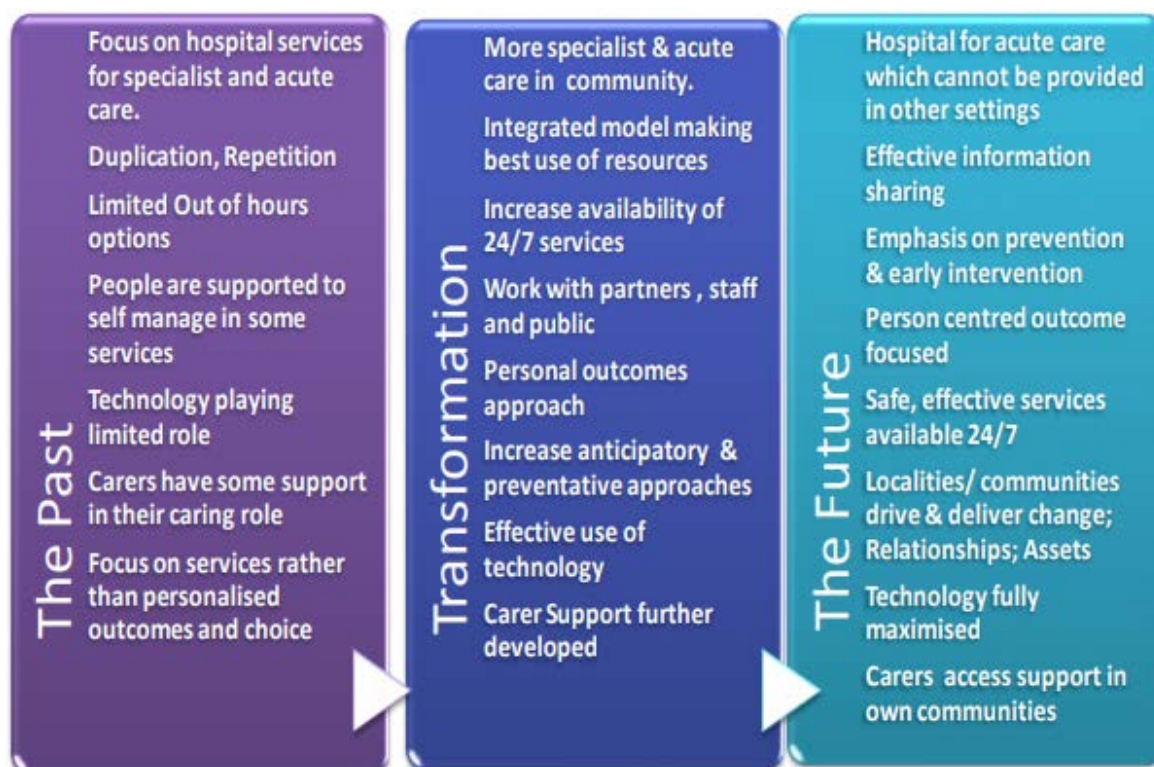 The Past
Focus on hospital services
for specialist and acute
care.
Duplication, Repetition
Limited Out of hours
options
People are supported to
self manage in some
services
Technology playing
limited role
Carers have some support
in their caring role
Focus on services rather
than personalised
outcomes and choice
Transformation
More specialist & acute
care in community.
Integrated model making
best use of resources
Increase availability of
24/7 services
Work with partners , staff
and public
Personal outcomes
approach
Increase anticipatory &
preventative approaches
Effective use of
technology
Carer Support further
developed
The Future
Hospital for acute care
which cannot be provided
in other settings
Effective information
sharing
Emphasis on prevention
& early intervention
Person centred outcome
focused
Safe, effective services
available 24/7
Localities/ communities
drive & deliver change;
Relationships; Assets
Technology fully
maximised
Carers access support in
own communities